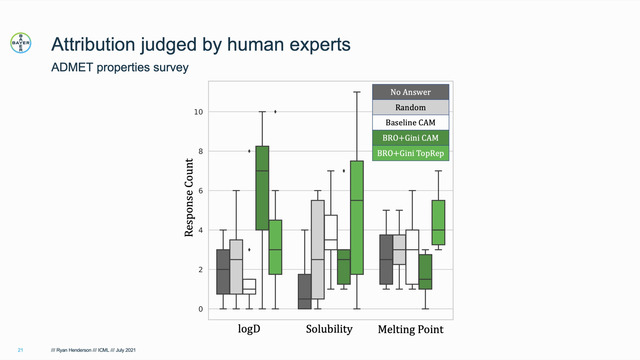 BAYER
Attribution judged by human experts
ADMET properties survey
No Answer
Random
Baseline CAM
BRO+Gini CAM
BRO+Gini TopRep
Response Count
10
8
6
4
2
0
logD
Solubility
Melting Point
21
/// Ryan Henderson /// ICML /// July 2021